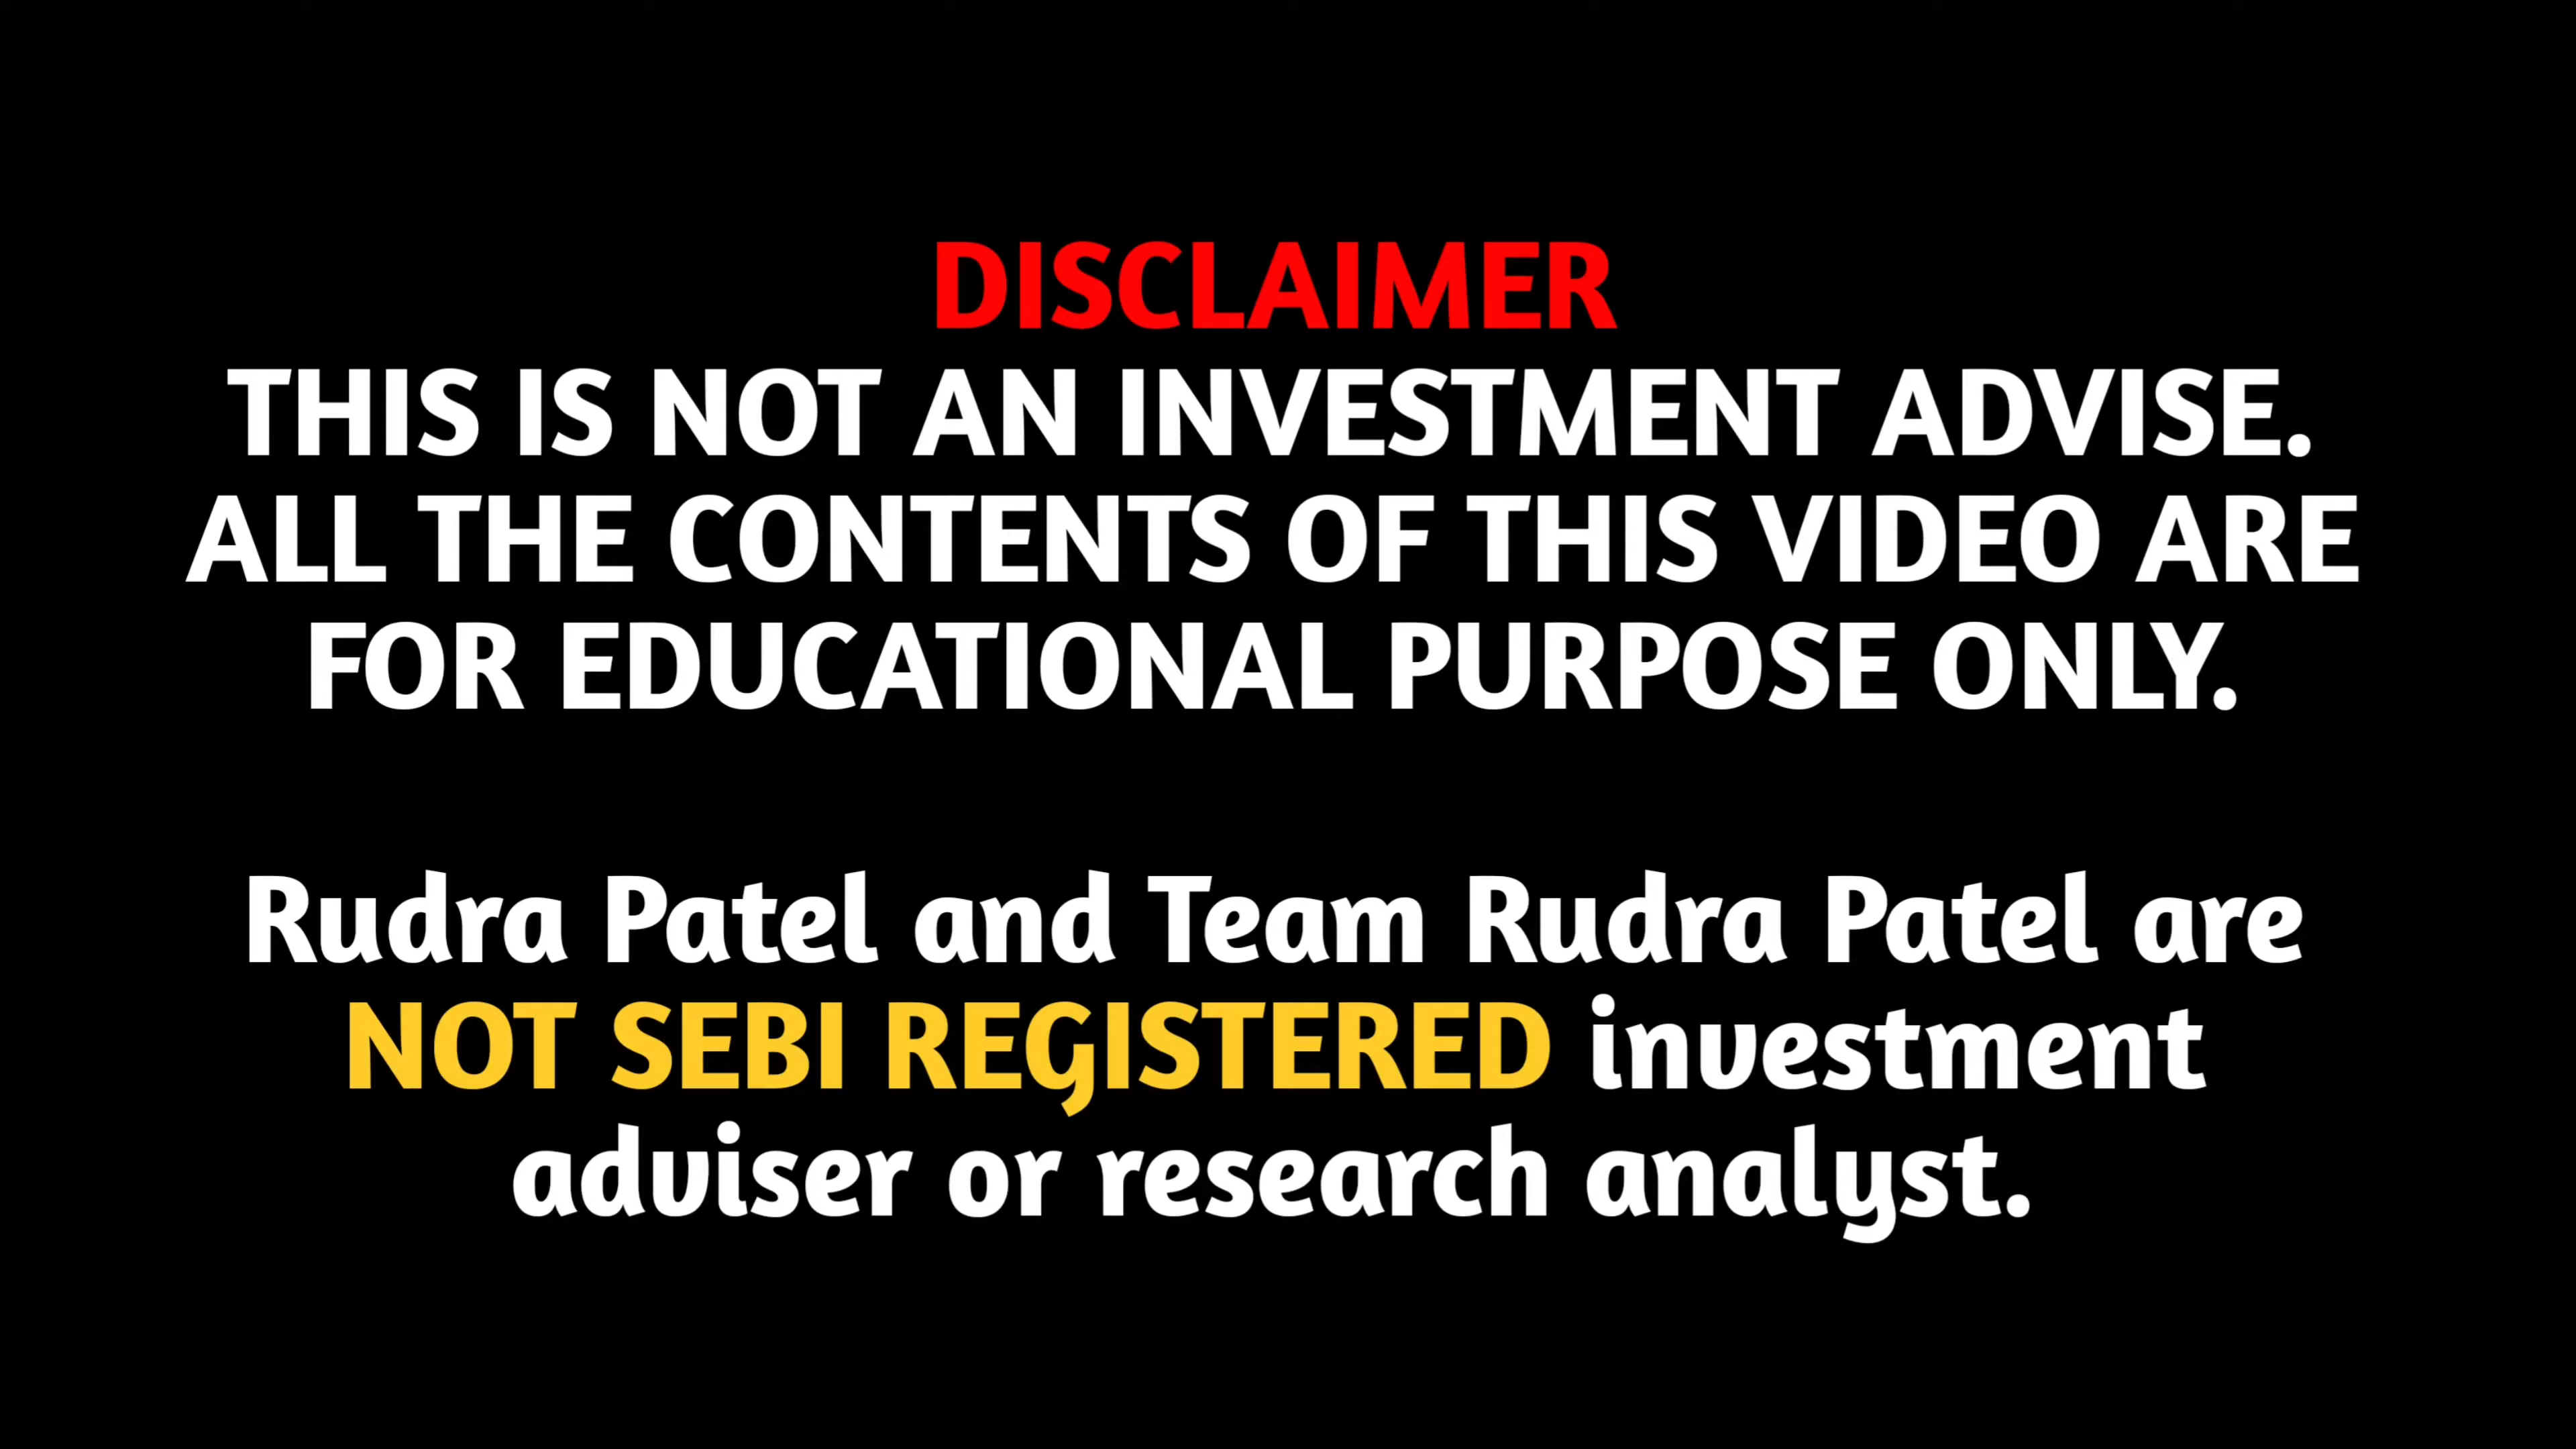 DISCLAIMER
THIS IS NOT AN INVESTMENT ADVISE.
ALL THE CONTENTS OF THIS VIDEO ARE
FOR EDUCATIONAL PURPOSE ONLY.
Rudra Patel and Team Rudra Patel are
NOT SEBI REGISTERED investment
adviser or research analyst.